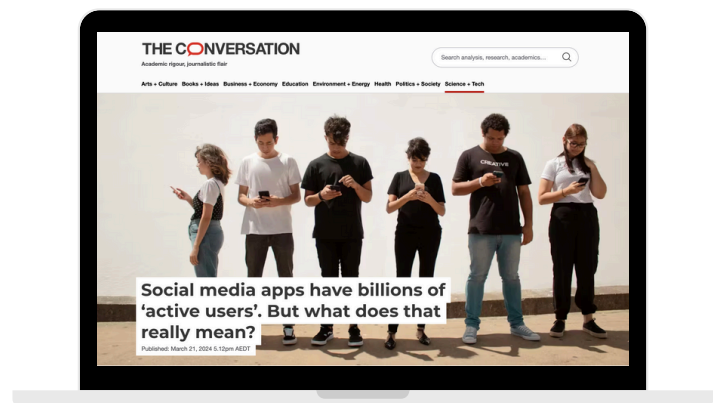 THE CONVERSATION
Academic rigour, journalistic flair
Search analysis, research, academics...
Arts + Culture Books + Ideas Business + Economy Education Environment + Energy Health Politics + Society Science + Tech
CREATIVE
Social media apps have billions of
‘active users’. But what does that
really mean?
Published: March 21, 2024 5.12pm AEDT